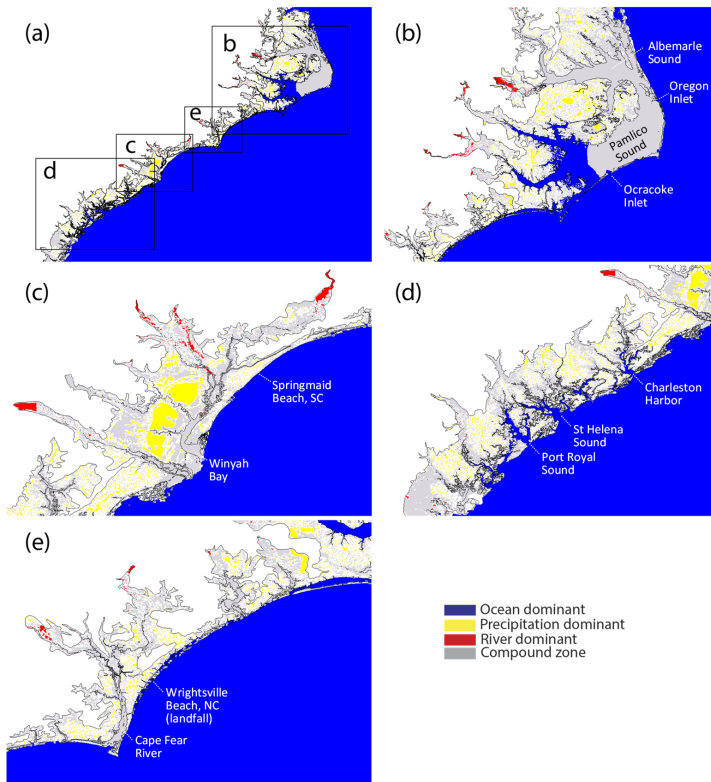 (a)
b
e
c
d
(b)
Albemarle
Sound
Oregon
Inlet
Pamlico
Sound
Ocracoke
Inlet
(c)
Springmaid
Beach, SC
Winyah
Bay
(d)
Charleston
Harbor
St Helena
Sound
Port Royal
Sound
(e)
Wrightsville
Beach, NC
(landfall)
Cape Fear
River
Ocean dominant
Precipitation dominant
River dominant
Compound zone